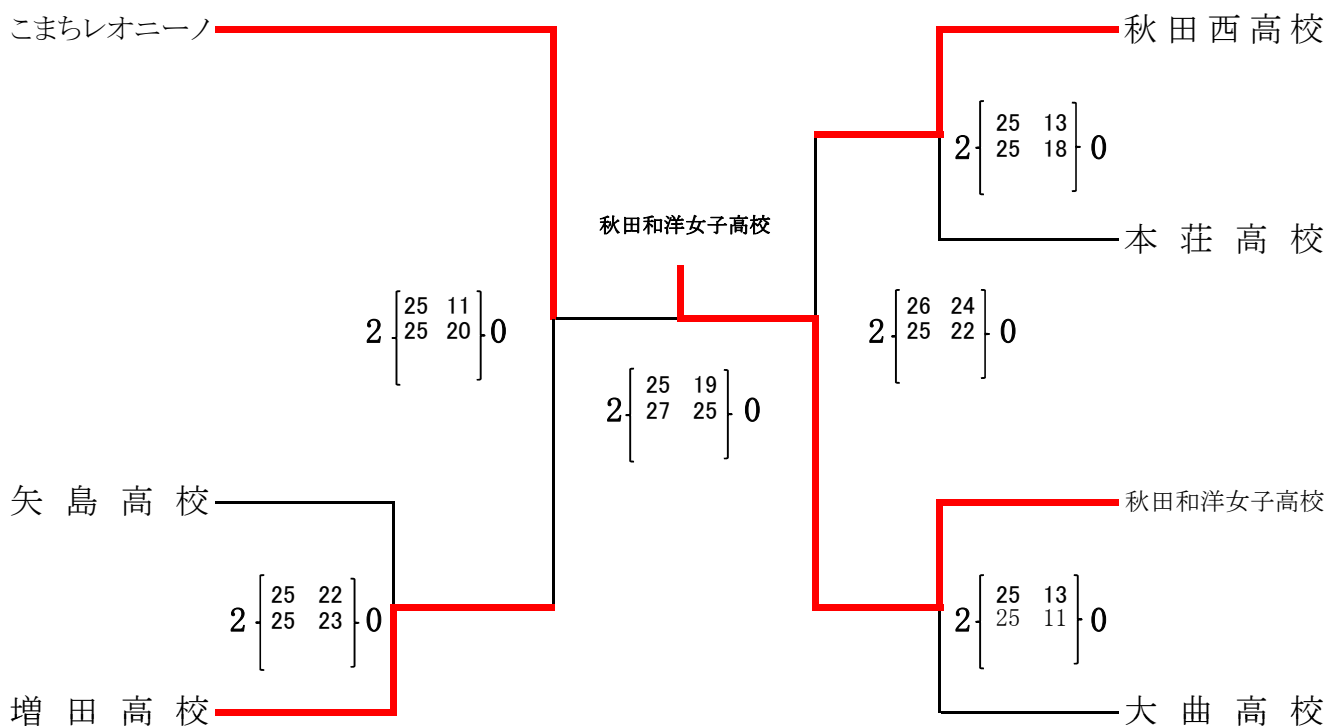 こまちレオニーノ
秋田西高校
2 25 13 0
25 18
秋田和洋女子高校
本荘高校
2 25 11 0
25 20
2 26 24 0
25 22
2 25 19 0
27 25
矢島高校
秋田和洋女子高校
2 25 22 0
25 23
2 25 13 0
25 11
増田高校
大曲高校